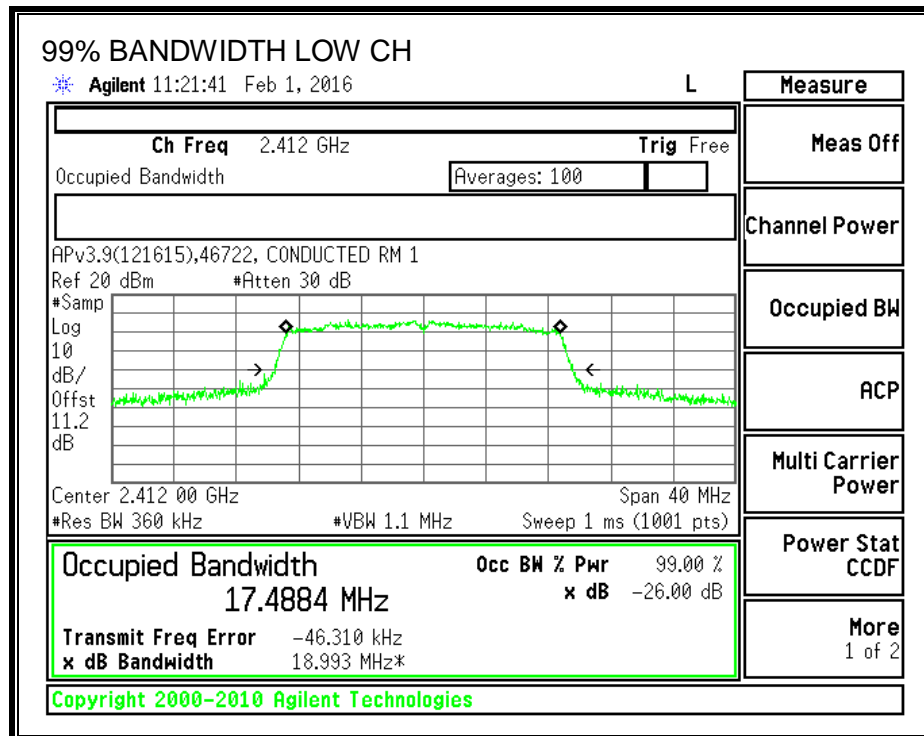 99% BANDWIDTH LOW CH
Agilent 11:21:41 Feb 1, 2016 L
Measure
Ch Freq 2.412 GHz Trig Free
Meas Off
Occupied Bandwidth Averages: 100
Channel Power
APv3.9(121615),46722, CONDUCTED RM 1
Ref 20 dBm #Atten 30 dB
#Samp
Log
10
dB/
Offst
11.2
dB
Occupied BW
ACP
Multi Carrier
Power
Center 2.412 00 GHz Span 40 MHz
#Res BW 360 kHz #VBW 1.1 MHz Sweep 1 ms (1001 pts)
Power Stat
CCDF
Occupied Bandwidth Occ BW % Pwr 99.00 %
17.4884 MHz x dB -26.00 dB
Transmit Freq Error -46.310 kHz
x dB Bandwidth 18.993 MHz*
More
1 of 2
Copyright 2000-2010 Agilent Technologies